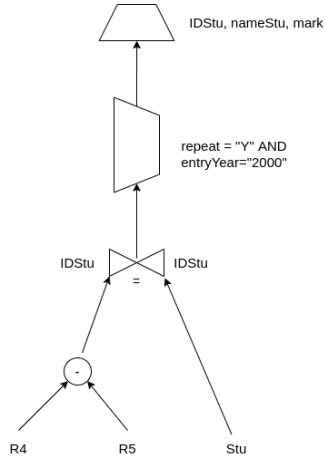 IDStu, nameStu, mark
repeat = "Y" AND
entryYear="2000"
IDStu
IDStu
=
-
R4
R5
Stu